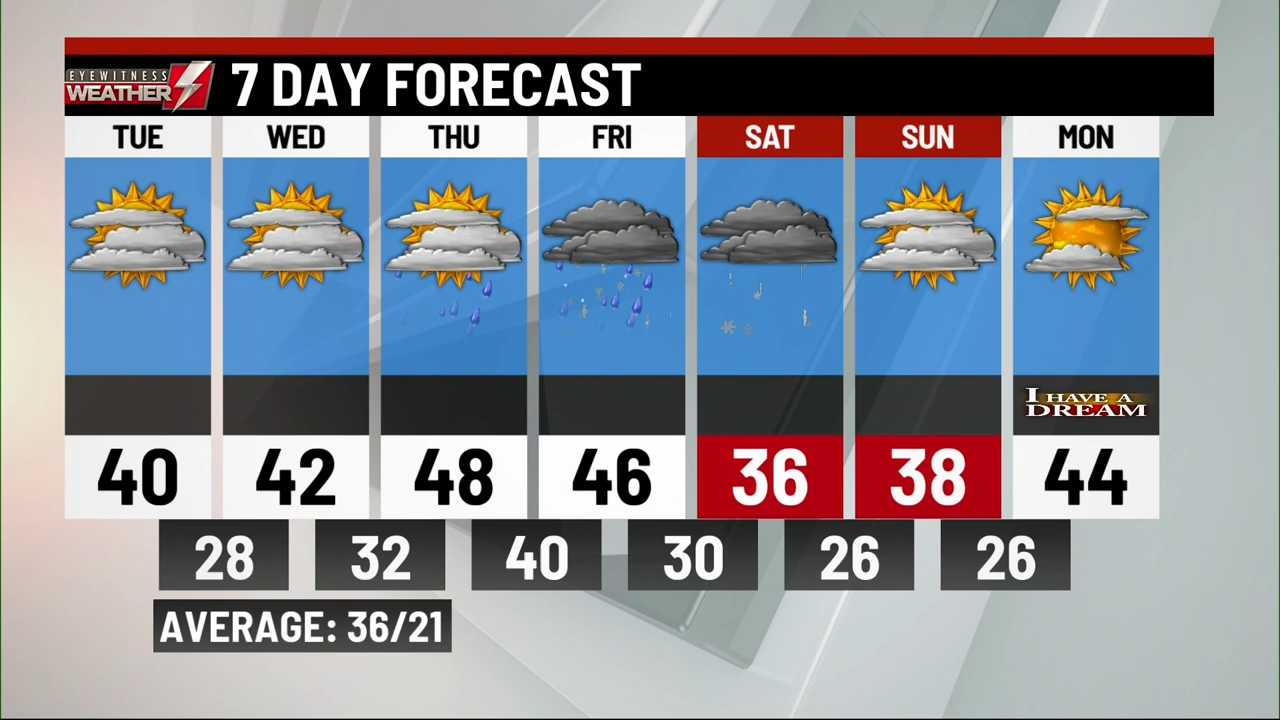 EYEWITNESS
WEATHER
7 DAY FORECAST
TUE WED THU FRI SAT SUN MON
I HAVE A
DREAM
40 42 48 46 36 38 44
28 32 40 30 26 26
AVERAGE: 36/21